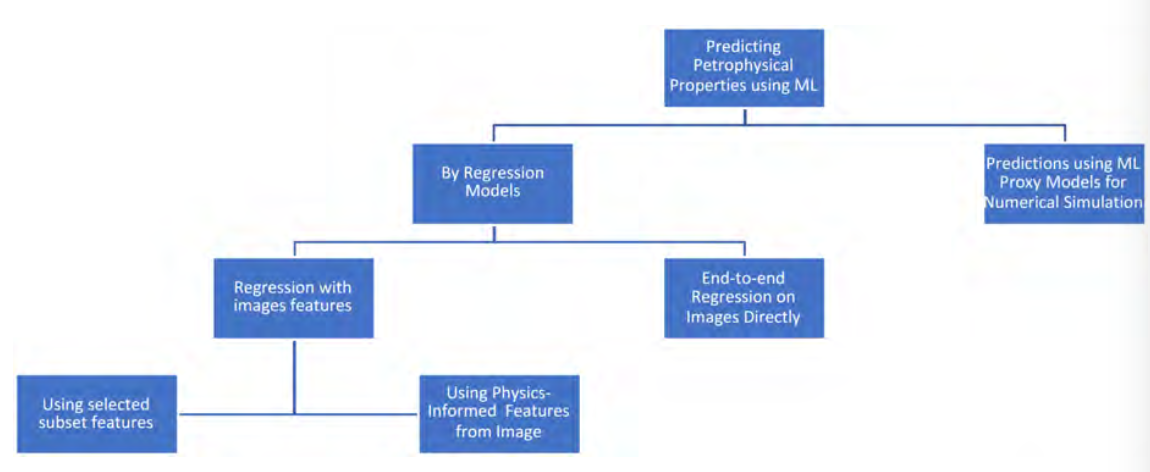 Predicting
Petrophysical
Properties using ML
By Regression
Models
Predictions using ML
Proxy Models for
Numerical Simulation
Regression with
images features
End-to-end
Regression on
Images Directly
Using selected
subset features
Using Physics-
Informed Features
from Image